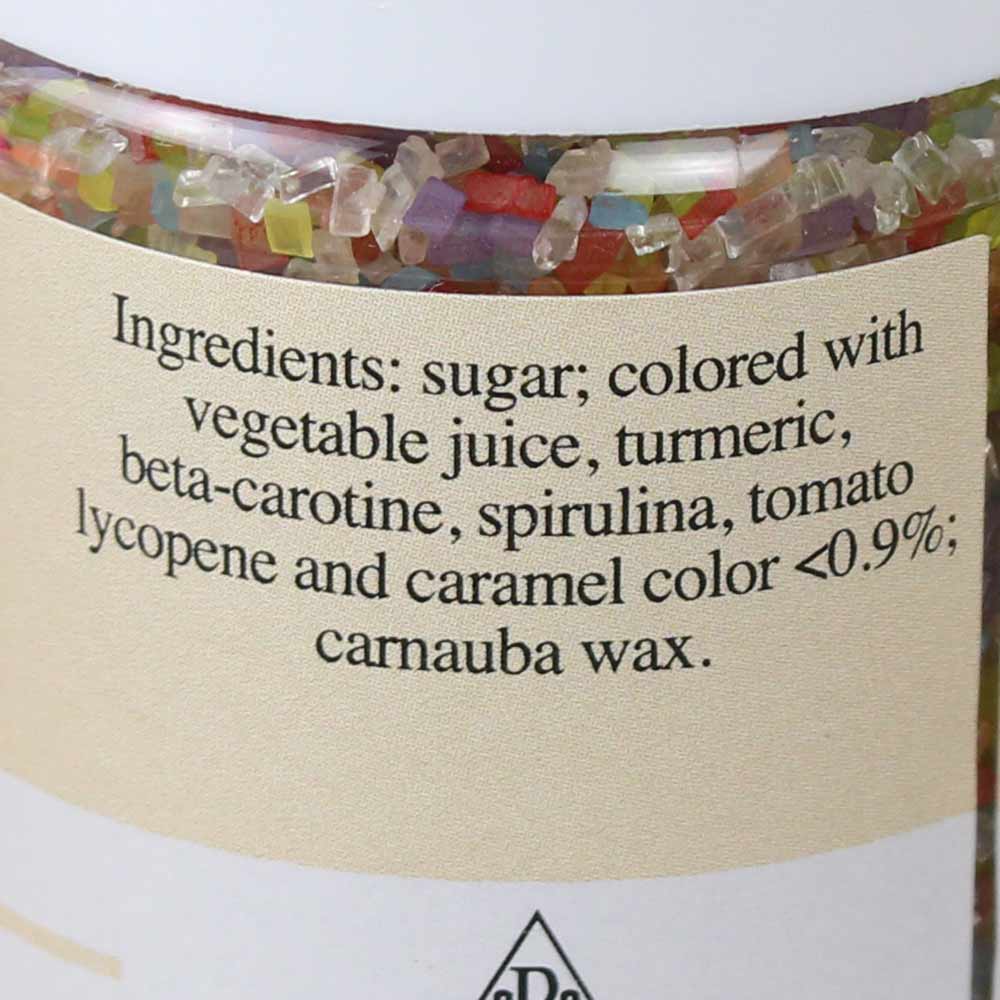 Ingredients: sugar; colored with
vegetable juice, turmeric,
beta-carotine, spirulina, tomato
lycopene and caramel color <0.9%;
carnauba wax.